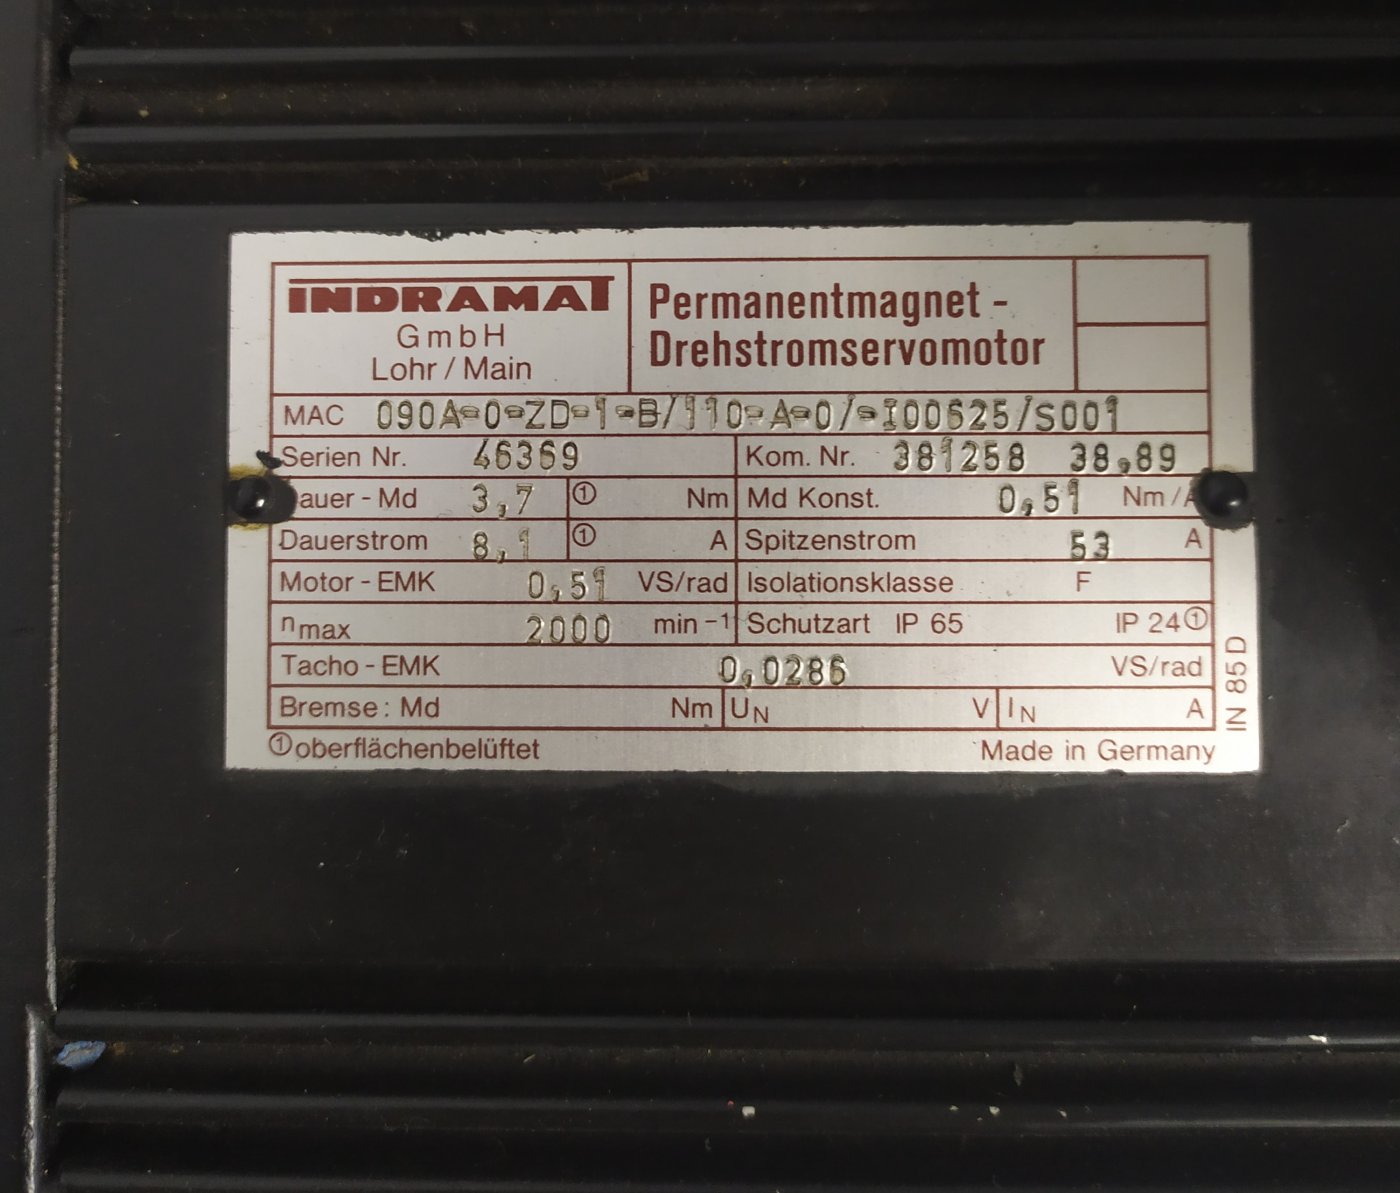 INDRAMAT
GmbH
Lohr / Main
Permanentmagnet -
Drehstromservomotor
MAC 090A-0-ZD-1-B/110-A-0/-I00625/S001
Serien Nr. 46369 Kom. Nr. 381258 38,89
auer - Md 3,7 ① Nm Md Konst. 0,51 Nm/A
Dauerstrom 8,1 ① A Spitzenstrom 53 A
Motor - EMK 0,51 VS/rad Isolationsklasse F
nmax 2000 min -1 Schutzart IP 65 IP 24①
Tacho - EMK 0,0286 VS/rad
Bremse : Md Nm UN V IN A
①oberflächenbelüftet Made in Germany
IN 85D